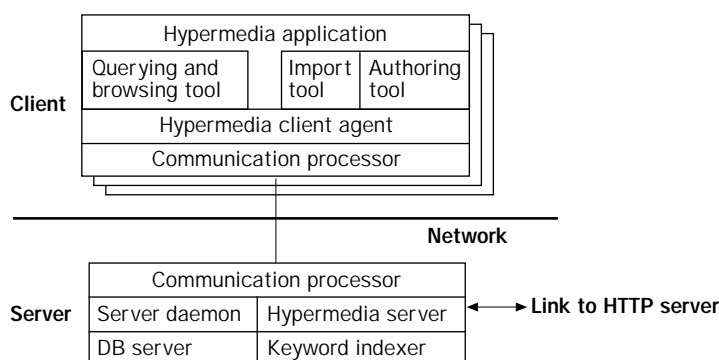 Hypermedia application
Querying and
browsing tool
Import
tool
Authoring
tool
Client
Hypermedia client agent
Communication processor
Network
Communication processor
Server
Server daemon
Hypermedia server
Link to HTTP server
DB server
Keyword indexer